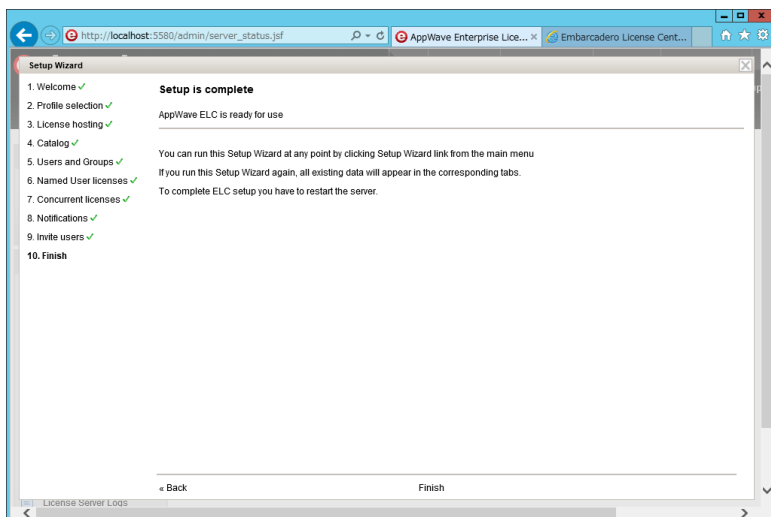 http://localhost:5580/admin/server_status.jsf
AppWave Enterprise Lice...
Embarcadero License Cent...
Setup Wizard
1. Welcome
2. Profile selection
3. License hosting
4. Catalog
5. Users and Groups
6. Named User licenses
7. Concurrent licenses
8. Notifications
9. Invite users
10. Finish
Setup is complete
AppWave ELC is ready for use
You can run this Setup Wizard at any point by clicking Setup Wizard link from the main menu
If you run this Setup Wizard again, all existing data will appear in the corresponding tabs.
To complete ELC setup you have to restart the server.
« Back
Finish
License Server Logs